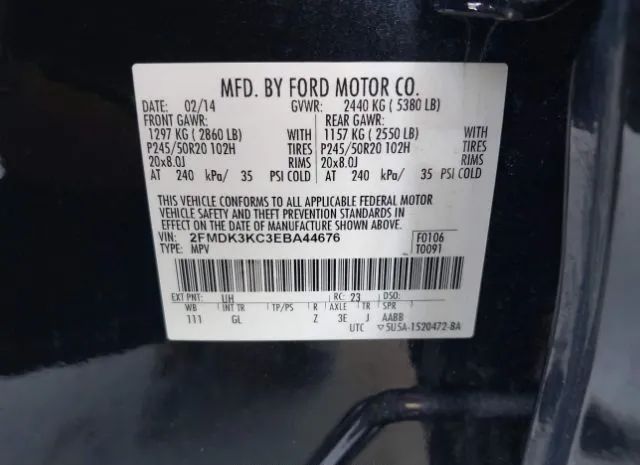 MFD. BY FORD MOTOR CO.
DATE: 02/14 GVWR: 2440 KG ( 5380 LB)
FRONT GAWR: REAR GAWR:
1297 KG ( 2860 LB) WITH 1157 KG ( 2550 LB) WITH
P245/50R20 102H TIRES P245/50R20 102H TIRES
20x8.0J RIMS 20x8.0J RIMS
AT 240 kPa/ 35 PSI COLD AT 240 kPa/ 35 PSI COLD
THIS VEHICLE CONFORMS TO ALL APPLICABLE FEDERAL MOTOR
VEHICLE SAFETY AND THEFT PREVENTION STANDARDS IN
EFFECT ON THE DATE OF MANUFACTURE SHOWN ABOVE.
VIN: 2FMDK3KC3EBA44676 F0106
TYPE: MPV T0091
EXT PNT: UH RC: 23 DSO:
WB INT TR TP/PS R AXLE TR SPR
111 GL Z 3E J AABB
UTC ▽5U5A-1520472-BA